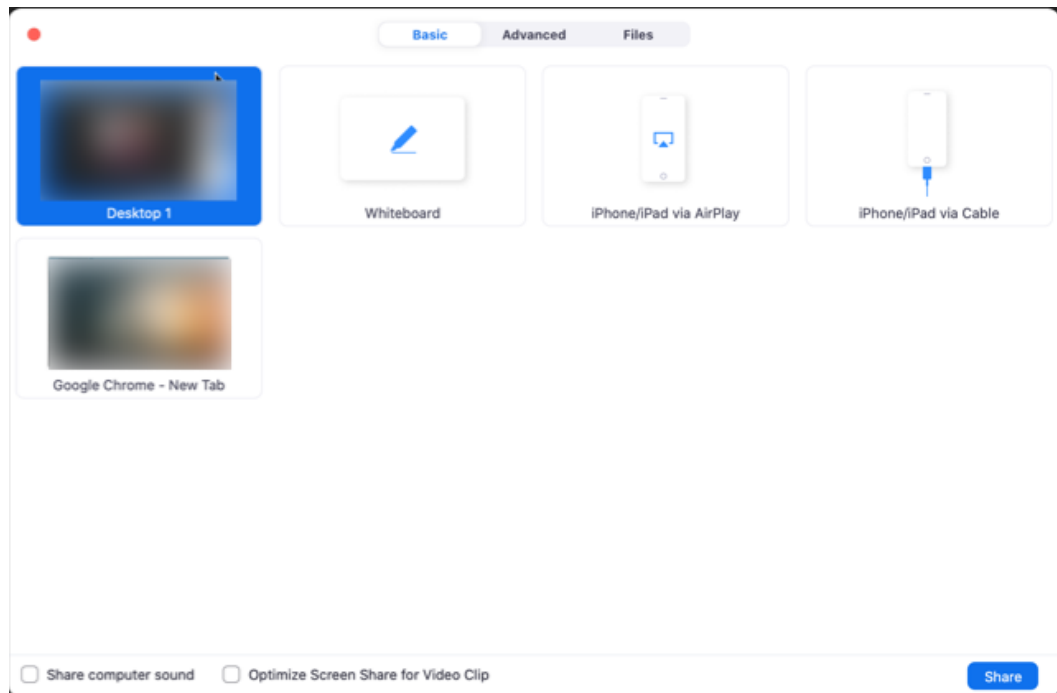 Basic Advanced Files
Desktop 1 Whiteboard iPhone/iPad via AirPlay iPhone/iPad via Cable
Google Chrome - New Tab
Share computer sound Optimize Screen Share for Video Clip Share